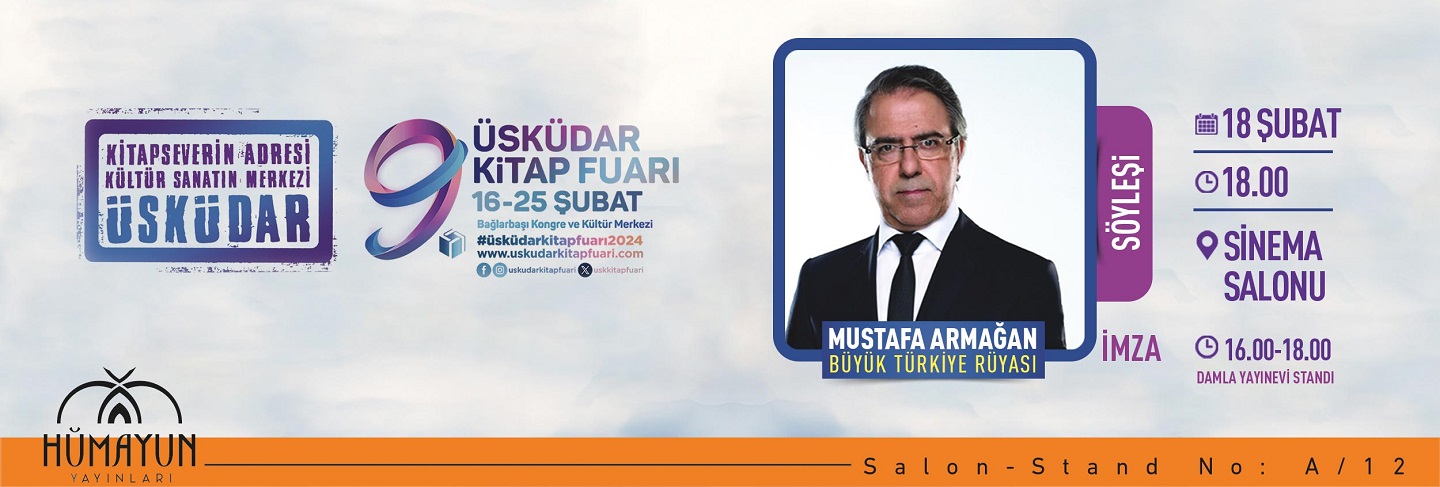 KİTAPSEVERİN ADRESİ
KÜLTÜR SANATIN MERKEZİ
ÜSKÜDAR
9
ÜSKÜDAR
KİTAP FUARI
16-25 ŞUBAT
Bağlarbaşı Kongre ve Kültür Merkezi
#üsküdarkitapfuarı2024
www.uskudarkitapfuari.com
uskudarkitapfuari uskkitapfuari
MUSTAFA ARMAĞAN
BÜYÜK TÜRKİYE RÜYASI
SÖYLEŞİ
18 ŞUBAT
18.00
SİNEMA
SALONU
İMZA
16.00-18.00
DAMLA YAYINEVİ STANDI
HÜMAYUN
YAYINLARI
Salon-Stand No: A/12